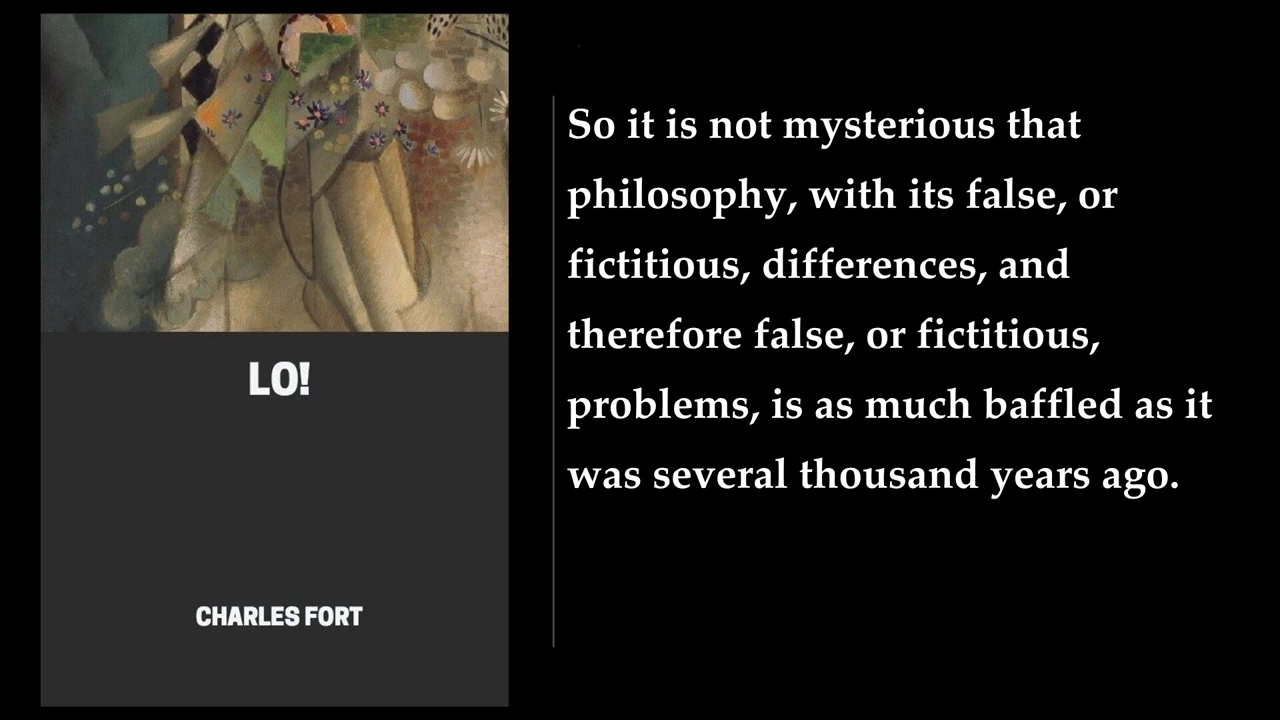 LO!
CHARLES FORT
So it is not mysterious that
philosophy, with its false, or
fictitious, differences, and
therefore false, or fictitious,
problems, is as much baffled as it
was several thousand years ago.